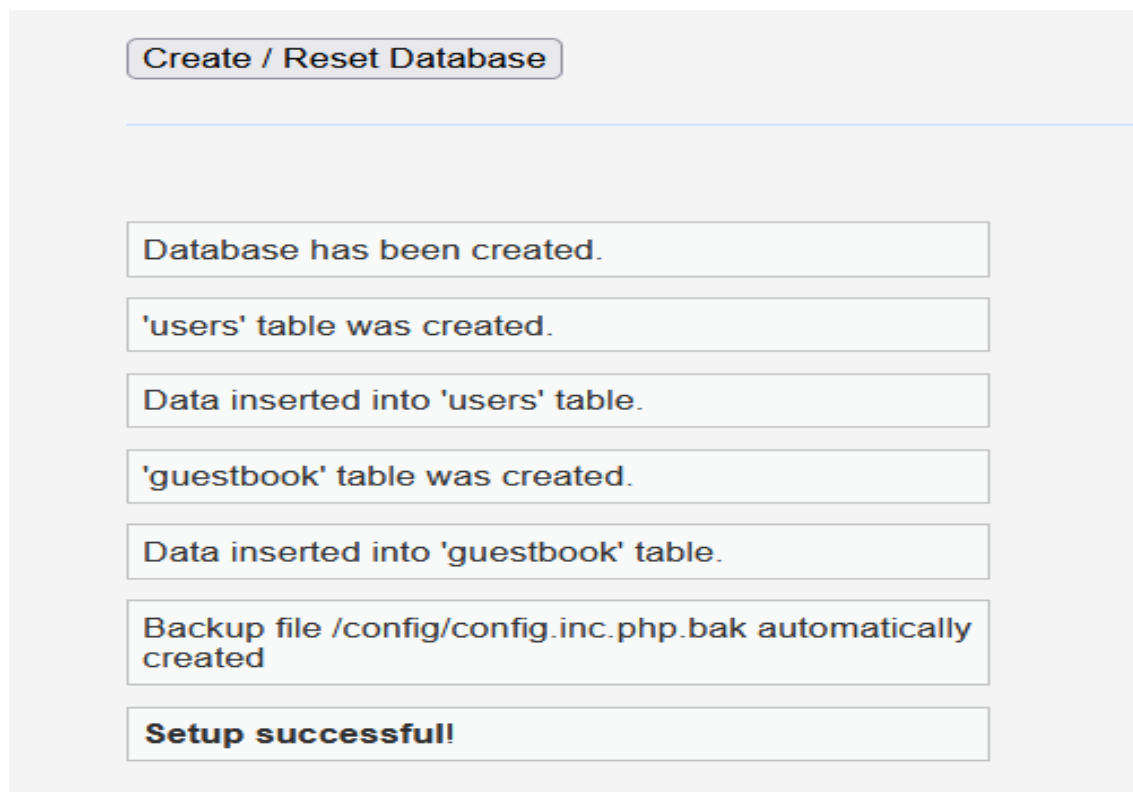 Create / Reset Database
Database has been created.
'users' table was created.
Data inserted into 'users' table.
'guestbook' table was created.
Data inserted into 'guestbook' table.
Backup file /config/config.inc.php.bak automatically
created
Setup successful!